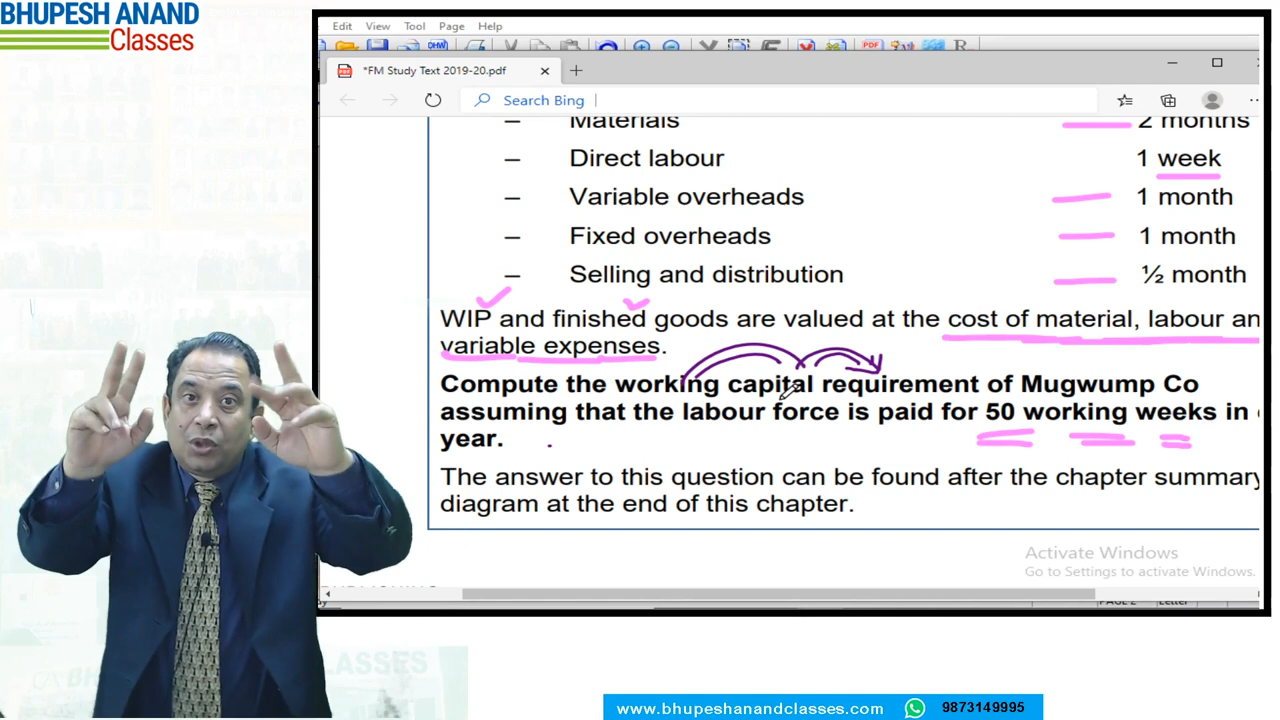 BHUPESH ANAND
Classes
Edit View Tool Page Help
*FM Study Text 2019-20.pdf
Search Bing
– Materials 2 months
– Direct labour 1 week
– Variable overheads 1 month
– Fixed overheads 1 month
– Selling and distribution ½ month
WIP and finished goods are valued at the cost of material, labour an
variable expenses.
Compute the working capital requirement of Mugwump Co
assuming that the labour force is paid for 50 working weeks in
year.
The answer to this question can be found after the chapter summary
diagram at the end of this chapter.
Activate Windows
Go to Settings to activate Windows.
www.bhupeshanandclasses.com 9873149995